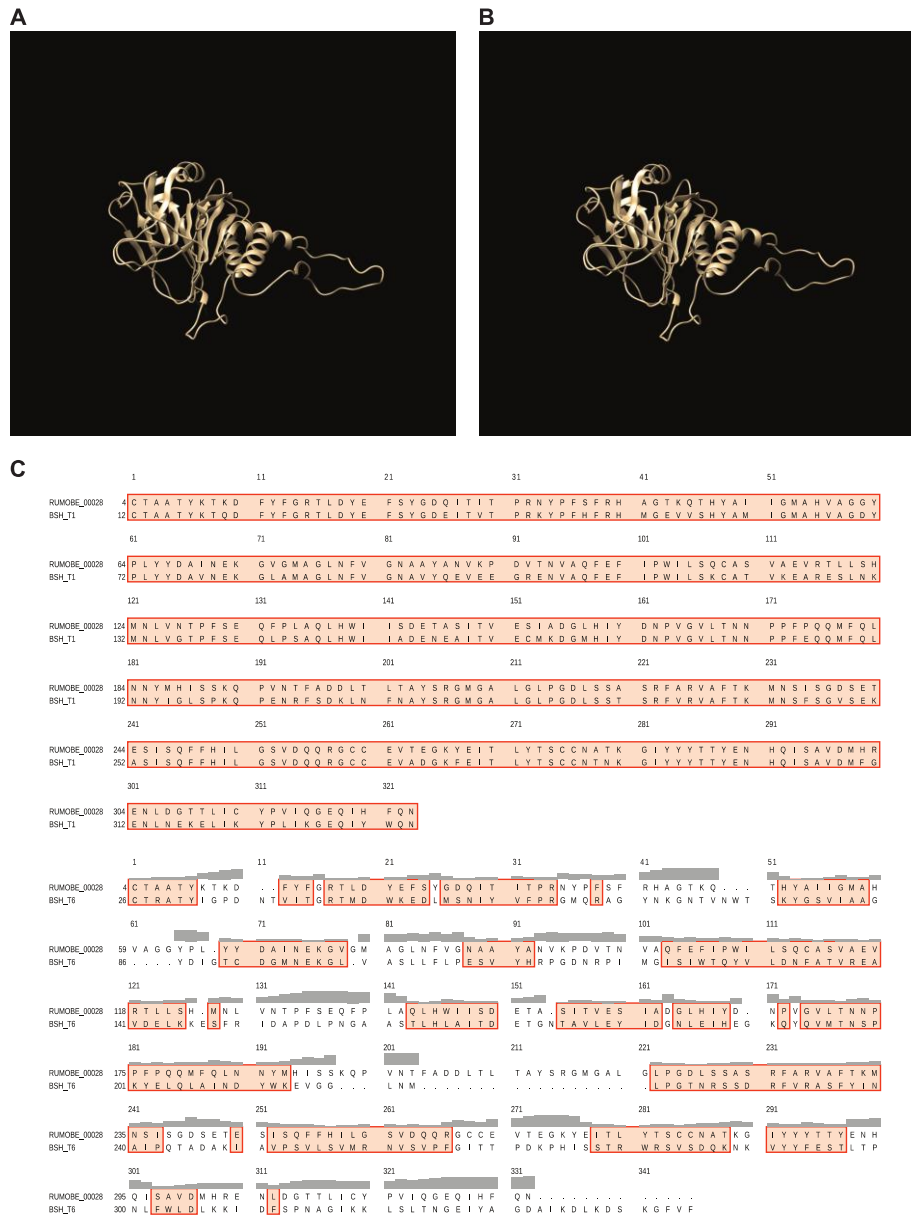 A
B
C
1 11 21 31 41 51
RUMOBE_00028 4 CTAATYKTKD FYFGRTLDYE FSYGDQITIT PRNYPFSFRH AGTKQTHYAI IGMAHVAGGY
BSH_T1 12 CTAATYKTQD FYFGRTLDYE FSYGDEITVT PRKYPFHFRH MGEVVSHYAM IGMAHVAGDY
61 71 81 91 101 111
RUMOBE_00028 64 PLYYDAINEK GVGMAGLNFV GNAAYANVKP DVTNVAQFEF IPWILSQCAS VAEVRTLLSH
BSH_T1 72 PLYYDAVNEK GLAMAGLNFV GNAVYQEVEE GRENVAQFEF IPWILSKCAT VKEARESLNK
121 131 141 151 161 171
RUMOBE_00028 124 MNLVNTPFSE QFPLAQLHWI ISDETASITV ESIADGLHIY DNPVGVLTNN PPFPQQMFQL
BSH_T1 132 MNLVGTPFSE QLPSAQLHWI IADENEAITV ECMKDGMHIY DNPVGVLTNN PPFEQQMFQL
181 191 201 211 221 231
RUMOBE_00028 184 NNYMHISSKQ PVNTFADDLT LTAYSRGMGA LGLPGDLSSA SRFARVAFTK MNSISGDSET
BSH_T1 192 NNYIGLSPKQ PENRFSDKLN FNAYSRGMGA LGLPGDLSSA SRFVRVAFTK MNSFSGVSEK
241 251 261 271 281 291
RUMOBE_00028 244 ESISQFFHIL GSVDQQRGCC EVTEGKYEIT LYTSCCNATK GIYYYTTYEN HQISAVDMHR
BSH_T1 252 ASISQFFHIL GSVDQQRGCC EVADGKFEIT LYTSCCNTNK GIYYYTTYEN HQISAVDMFG
301 311 321
RUMOBE_00028 304 ENLDGTTLIC YPVIQGEQIH FQN
BSH_T1 312 ENLNEKELIK YPLIKGEQIY WQN
1 11 21 31 41 51
RUMOBE_00028 4 CTAATYKTKD ..FYFGRTLD YEFSYGDQIT ITPRNYPFSF RHAGTKQ... THYAIIGMAH
BSH_T6 26 CTRATYIGPD NTVITGRTMD WKEDLMSNIY VFPRGMQRAG YKNGNTVNWT SKYGSVIAAG
61 71 81 91 101 111
RUMOBE_00028 59 VAGGYPL.YY DAINEKGVGM AGLNFVGNAA YANVKPDVTN VAQFEFIPWI LSQCASVAEV
BSH_T6 86 ....YDIGTC DGMNEKGLVA SLLFLPESVY HRPGDNRPIM GISIWTQYVL DNFATVREA
121 131 141 151 161 171
RUMOBE_00028 118 RTLLSH.MNL VNTPFSEQFP LAQLHWIISD ETA.SITVES IADGLHIYD. NPVGVLTNNP
BSH_T6 141 VDELKKESFR IDAPDLPNGA ASTLHLAITD ETGNTAVLEY IDGNLEIHEG KQYQVMTNSP
181 191 201 211 221 231
RUMOBE_00028 175 PFPQQMFQLN NYMHISSKQP VNTFADDLTL TAYSRGMGAL GLPGDLSSAS RFARVAFTKM
BSH_T6 201 KYELQLAIND YWKEVGG... LNM....... .......... .LPGTNRSSD RFVRASFYIN
241 251 261 271 281 291
RUMOBE_00028 235 NSISGDSETE SISQFFHILG SVDQQRGCCE VTEGKYEITL YTSCCNATKG IYYYTTYENH
BSH_T6 240 AIPQTADAKI AVPSVLSVMR NVSVPFGITT PDKPHISSTR WRSVSDQKNK VYYFESTLTP
301 311 321 331 341
RUMOBE_00028 295 QISAVDMHRE NLDGTTLICY PVIQGEQIHF QN........ .....
BSH_T6 300 NLFWLDLKKI DFSPNAGIKK LSLTNGEIYA GDAIKDLKDS KGFVF